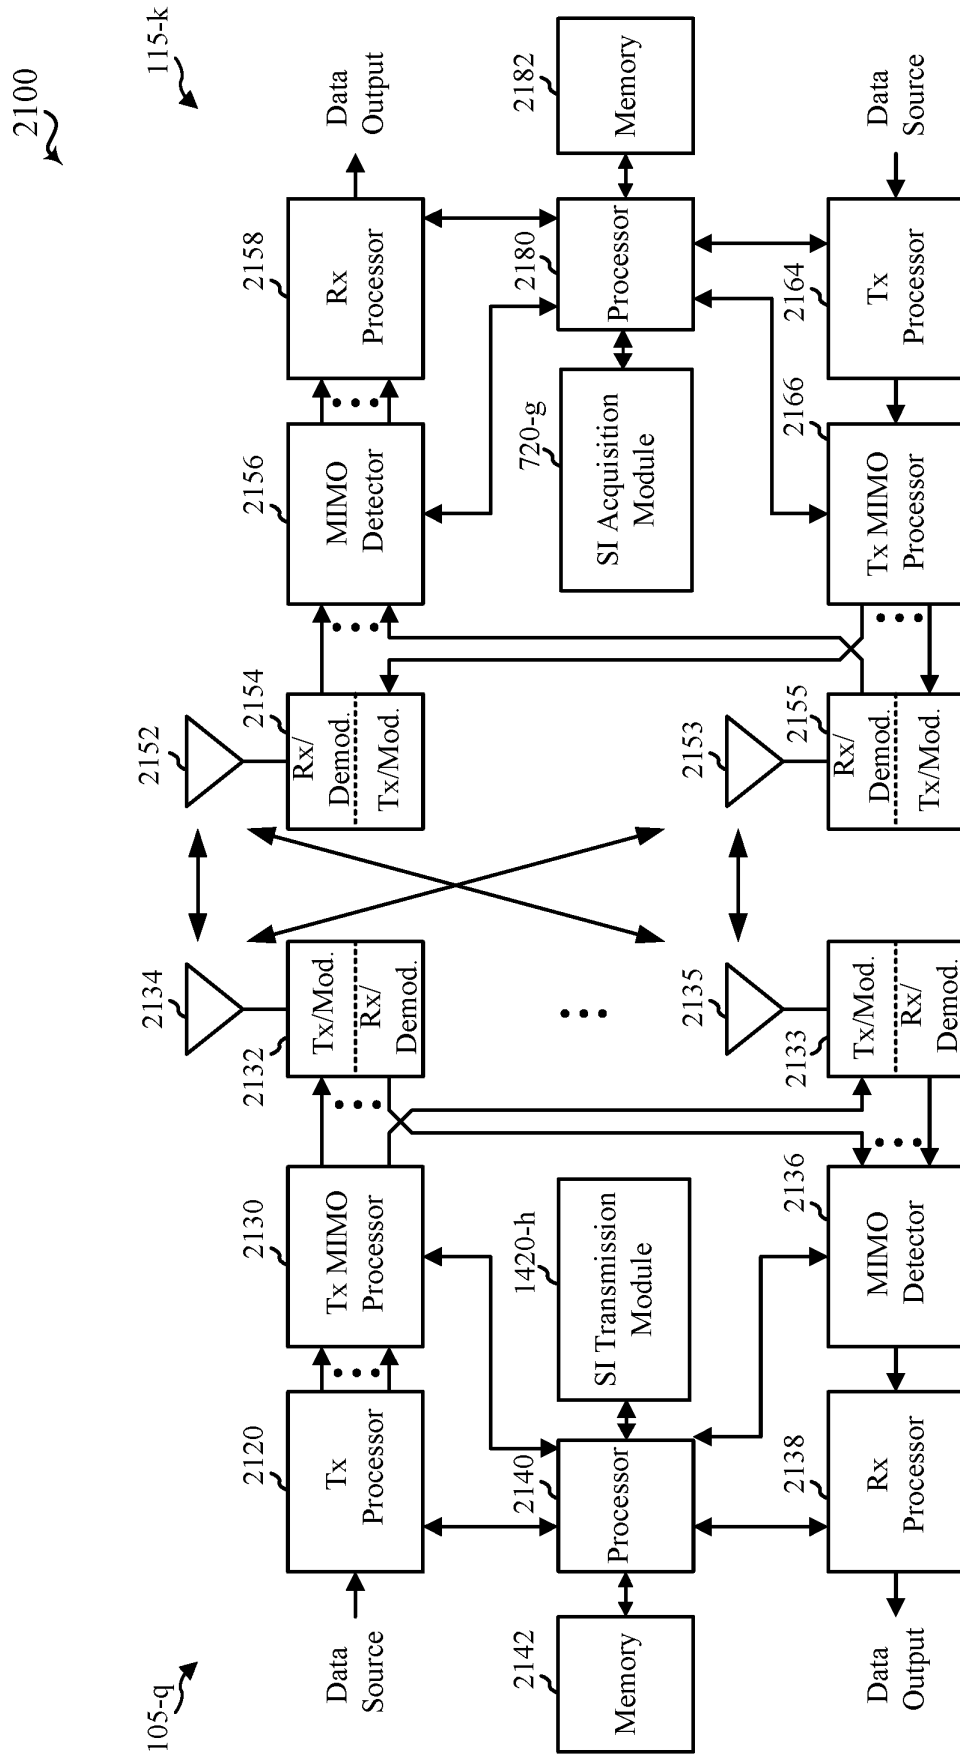 2100
105-q
115-k
Data
Source
2120
Tx
Processor
2130
Tx MIMO
Processor
2132
Tx/Mod.
Rx/
Demod.
2134
2152
2154
Rx/
Demod.
Tx/Mod.
2156
MIMO
Detector
2158
Rx
Processor
Data
Output
2142
Memory
2140
Processor
1420-h
SI Transmission
Module
720-g
SI Acquisition
Module
2180
Processor
2182
Memory
Data
Output
2138
Rx
Processor
2136
MIMO
Detector
2133
Tx/Mod.
Rx/
Demod.
2135
2153
2155
Rx/
Demod.
Tx/Mod.
2166
Tx MIMO
Processor
2164
Tx
Processor
Data
Source